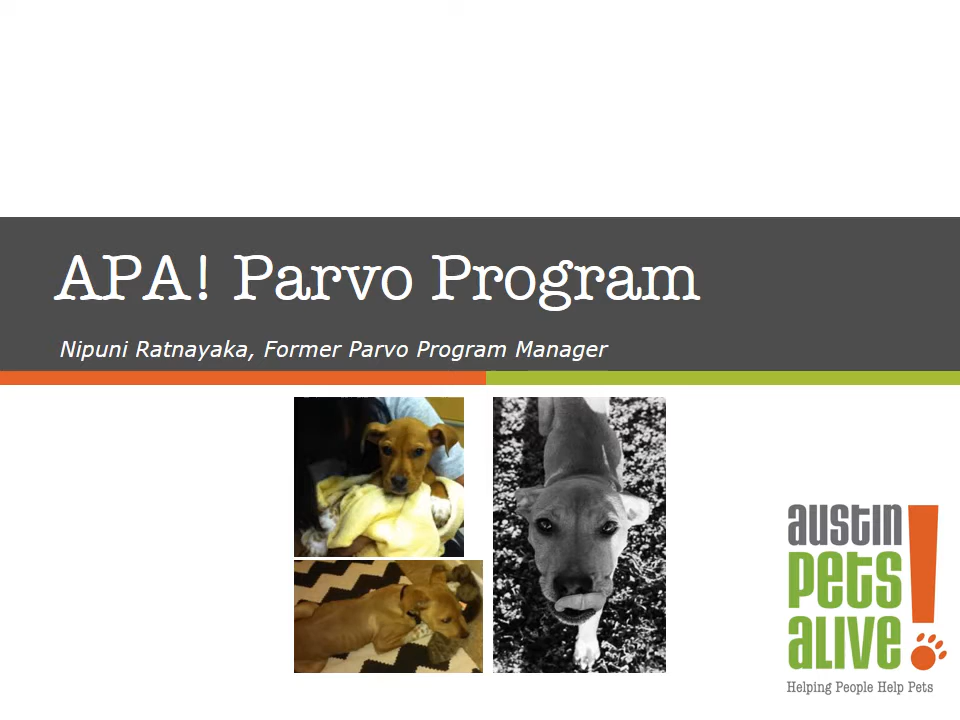 APA! Parvo Program
Nipuni Ratnayaka, Former Parvo Program Manager
austin
pets
alive!
Helping People Help Pets